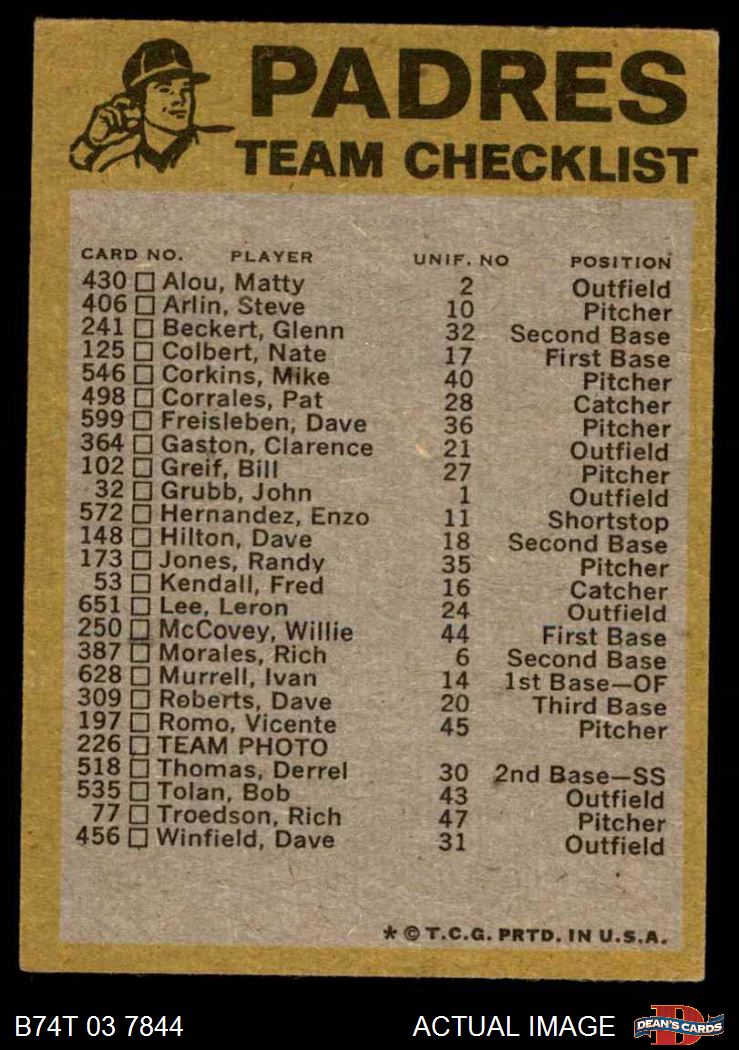 PADRES
TEAM CHECKLIST
CARD NO. PLAYER UNIF. NO POSITION
430 Alou, Matty 2 Outfield
406 Arlin, Steve 10 Pitcher
241 Beckert, Glenn 32 Second Base
125 Colbert, Nate 17 First Base
546 Corkins, Mike 40 Pitcher
498 Corrales, Pat 28 Catcher
599 Freisleben, Dave 36 Pitcher
364 Gaston, Clarence 21 Outfield
102 Greif, Bill 27 Pitcher
32 Grubb, John 1 Outfield
572 Hernandez, Enzo 11 Shortstop
148 Hilton, Dave 18 Second Base
173 Jones, Randy 35 Pitcher
53 Kendall, Fred 16 Catcher
651 Lee, Leron 24 Outfield
250 McCovey, Willie 44 First Base
387 Morales, Rich 6 Second Base
628 Murrell, Ivan 14 1st Base—OF
309 Roberts, Dave 20 Third Base
197 Romo, Vicente 45 Pitcher
226 TEAM PHOTO
518 Thomas, Derrel 30 2nd Base—SS
535 Tolan, Bob 43 Outfield
77 Troedson, Rich 47 Pitcher
456 Winfield, Dave 31 Outfield
* © T.C.G. PRTD. IN U.S.A.
B74T 03 7844 ACTUAL IMAGE D DEAN'S CARDS